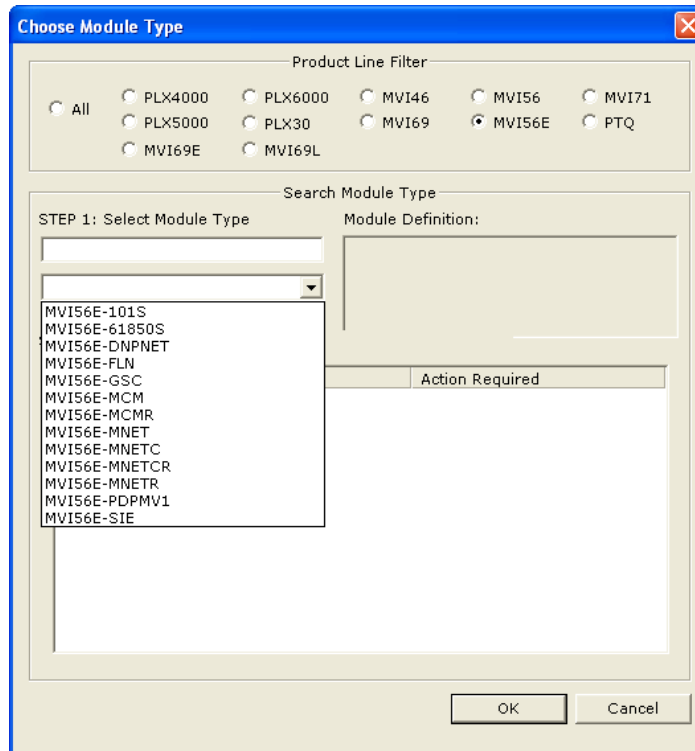 Choose Module Type
Product Line Filter
All
PLX4000
PLX6000
MVI46
MVI56
MVI71
PLX5000
PLX30
MVI69
MVI56E
PTQ
MVI69E
MVI69L
Search Module Type
STEP 1: Select Module Type
Module Definition:
MVI56E-101S
MVI56E-61850S
MVI56E-DNPNET
MVI56E-FLN
MVI56E-GSC
MVI56E-MCM
MVI56E-MCMR
MVI56E-MNET
MVI56E-MNETC
MVI56E-MNETCR
MVI56E-MNETR
MVI56E-PDPMV1
MVI56E-SIE
Action Required
OK
Cancel